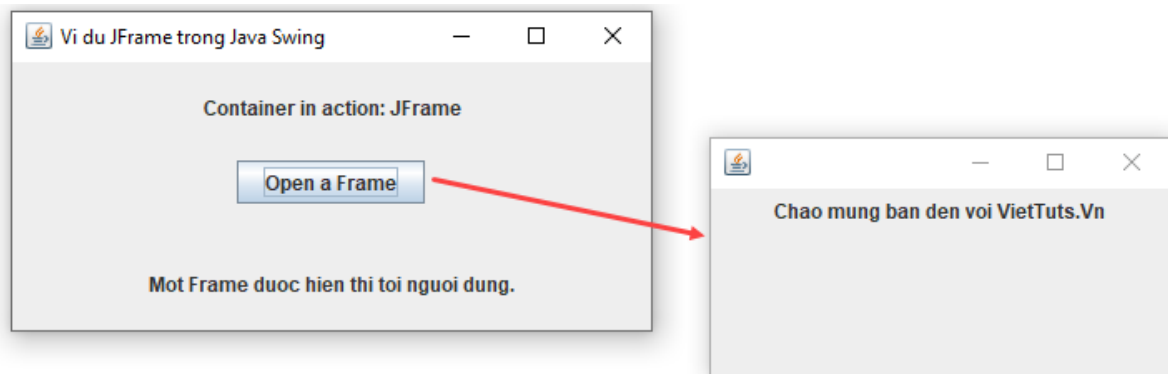 Vi du JFrame trong Java Swing
Container in action: JFrame
Open a Frame
Mot Frame duoc hien thi toi nguoi dung.
Chao mung ban den voi VietTuts.Vn